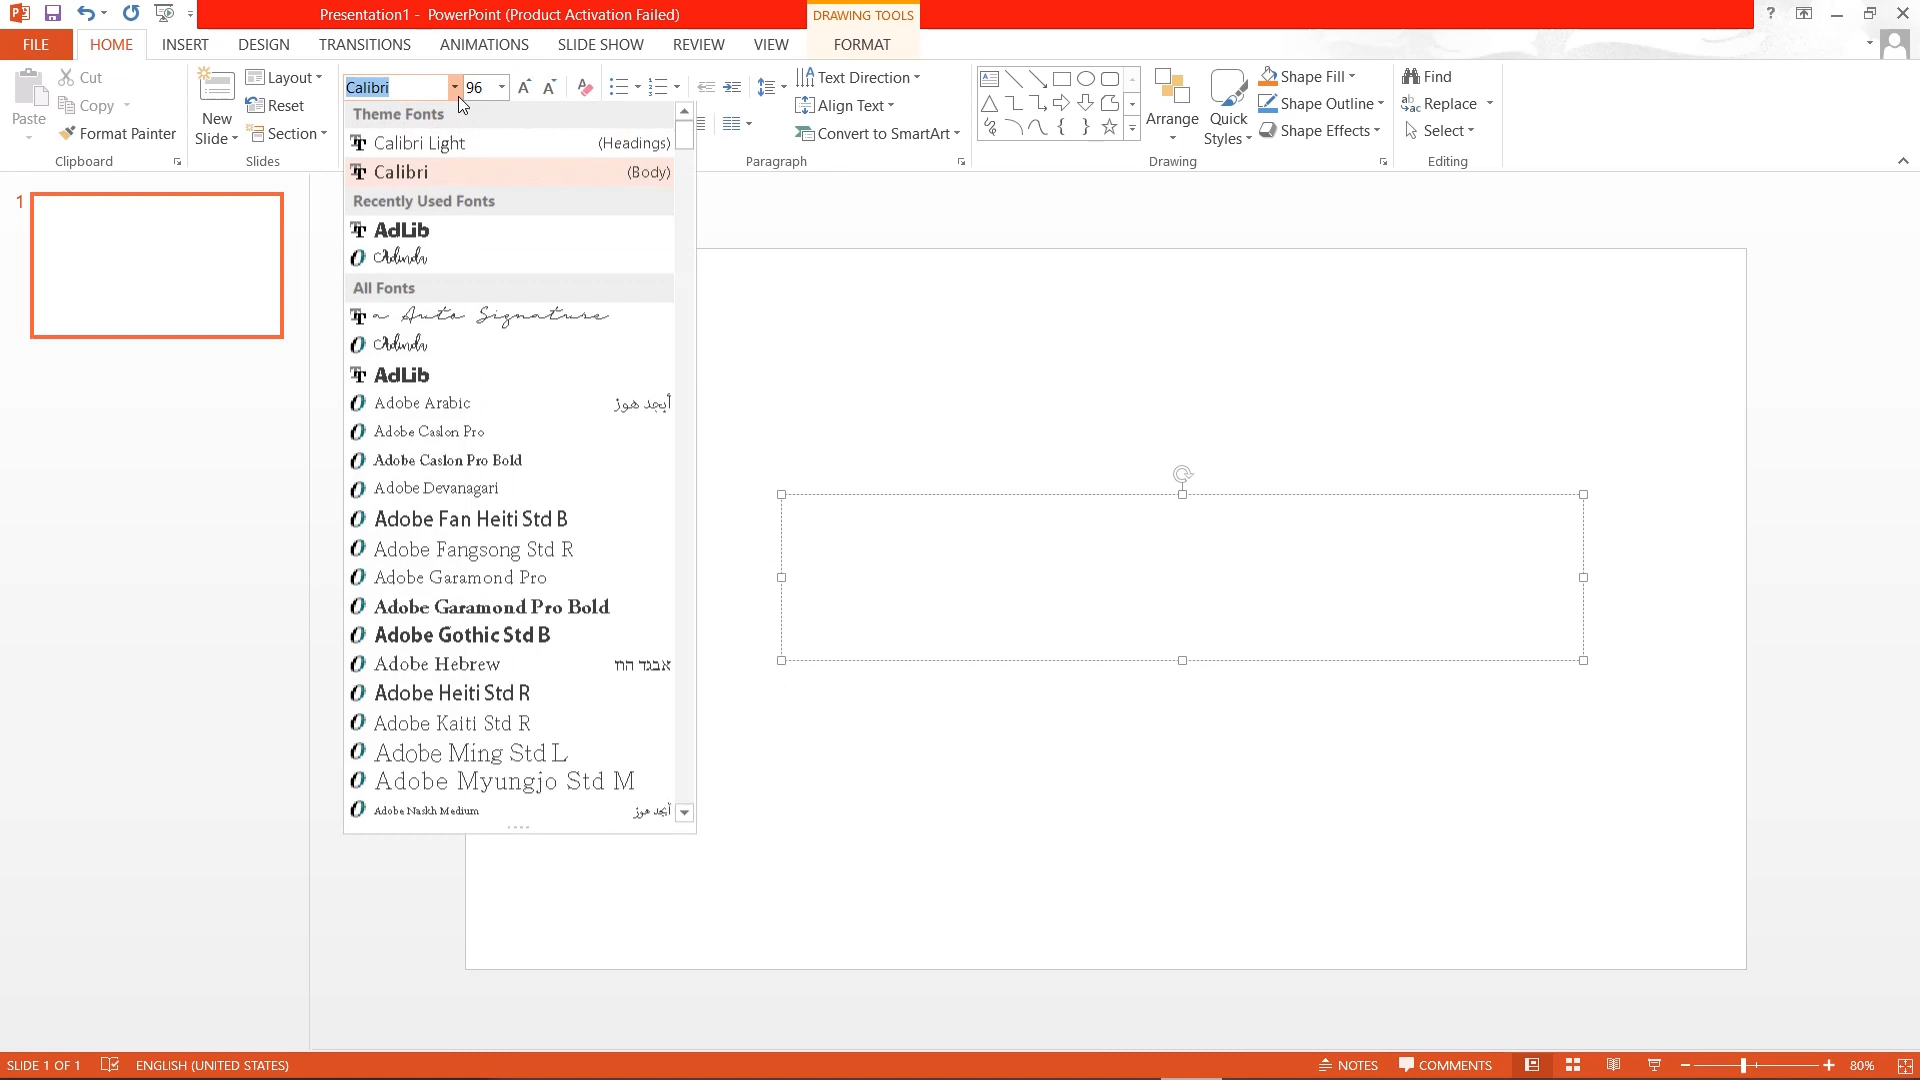 Presentation1 - PowerPoint (Product Activation Failed)
DRAWING TOOLS
?
FILE HOME INSERT DESIGN TRANSITIONS ANIMATIONS SLIDE SHOW REVIEW VIEW FORMAT
Paste
Cut
Copy
Format Painter
Clipboard
New
Slide
Layout
Reset
Section
Slides
Calibri 96
Text Direction
Align Text
Convert to SmartArt
Paragraph
Arrange
Quick
Styles
Shape Fill
Shape Outline
Shape Effects
Drawing
Find
Replace
Select
Editing
1
Theme Fonts
Calibri Light (Headings)
Calibri (Body)
Recently Used Fonts
AdLib
Adinda
All Fonts
a Auto Signature
Adinda
AdLib
Adobe Arabic أبجد هوز
Adobe Caslon Pro
Adobe Caslon Pro Bold
Adobe Devanagari
Adobe Fan Heiti Std B
Adobe Fangsong Std R
Adobe Garamond Pro
Adobe Garamond Pro Bold
Adobe Gothic Std B
Adobe Hebrew אבגד הח
Adobe Heiti Std R
Adobe Kaiti Std R
Adobe Ming Std L
Adobe Myungjo Std M
Adobe Naskh Medium أبجد هوز
SLIDE 1 OF 1 ENGLISH (UNITED STATES) NOTES COMMENTS 80%